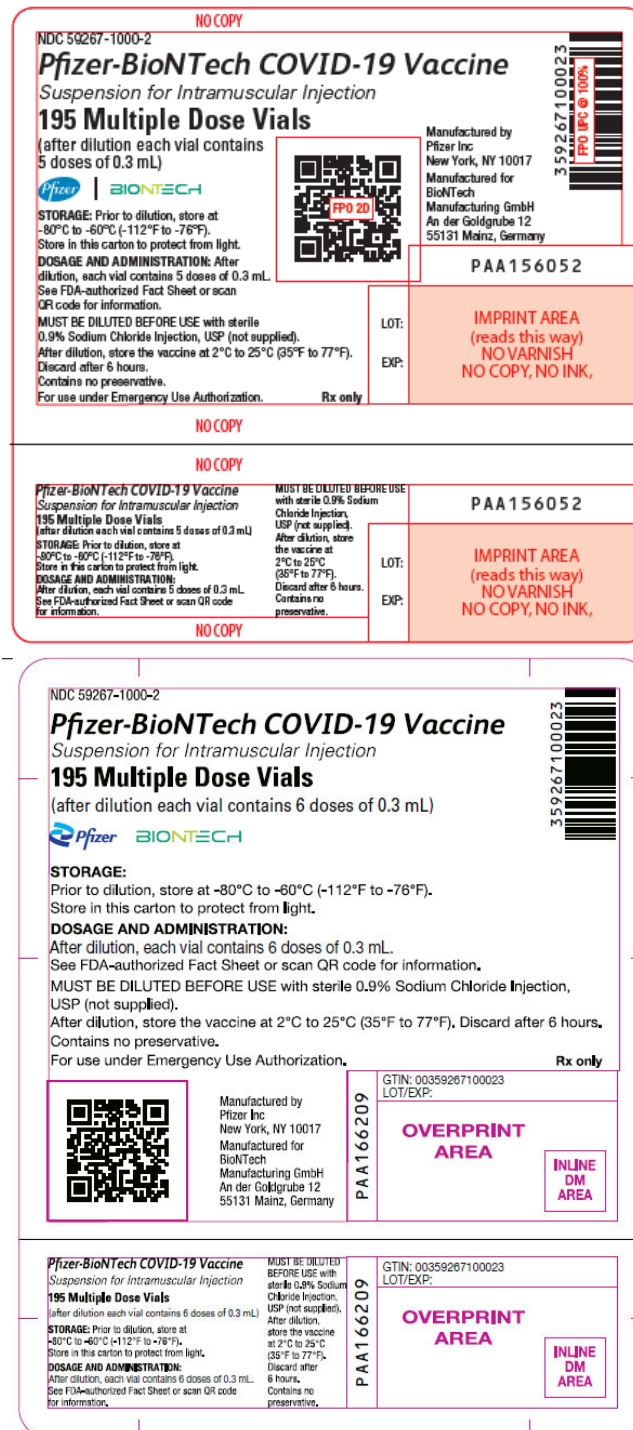 NO COPY
NDC 59267-1000-2
Pfizer-BioNTech COVID-19 Vaccine
Suspension for Intramuscular Injection
195 Multiple Dose Vials
(after dilution each vial contains
5 doses of 0.3 mL)
Pfizer | BIONTECH
STORAGE: Prior to dilution, store at
-80°C to -60°C (-112°F to -76°F).
Store in this carton to protect from light.
DOSAGE AND ADMINISTRATION: After
dilution, each vial contains 5 doses of 0.3 mL.
See FDA-authorized Fact Sheet or scan
QR code for information.
MUST BE DILUTED BEFORE USE with sterile
0.9% Sodium Chloride Injection, USP (not supplied).
After dilution, store the vaccine at 2°C to 25°C (35°F to 77°F).
Discard after 6 hours.
Contains no preservative.
For use under Emergency Use Authorization. Rx only
FPO 2D
Manufactured by
Pfizer Inc
New York, NY 10017
Manufactured for
BioNTech
Manufacturing GmbH
An der Goldgrube 12
55131 Mainz, Germany
359267100023
FPO UPC @ 100%
PAA156052
LOT:
EXP:
IMPRINT AREA
(reads this way)
NO VARNISH
NO COPY, NO INK,
NO COPY
NO COPY
Pfizer-BioNTech COVID-19 Vaccine
Suspension for Intramuscular Injection
195 Multiple Dose Vials
(after dilution each vial contains 5 doses of 0.3 mL)
STORAGE: Prior to dilution, store at
-80°C to -60°C (-112°F to -76°F).
Store in this carton to protect from light.
DOSAGE AND ADMINISTRATION:
After dilution, each vial contains 5 doses of 0.3 mL.
See FDA-authorized Fact Sheet or scan QR code
for information.
MUST BE DILUTED BEFORE USE
with sterile 0.9% Sodium
Chloride Injection,
USP (not supplied).
After dilution, store
the vaccine at
2°C to 25°C
(35°F to 77°F).
Discard after 6 hours.
Contains no
preservative.
PAA156052
LOT:
EXP:
IMPRINT AREA
(reads this way)
NO VARNISH
NO COPY, NO INK,
NO COPY
NDC 59267-1000-2
Pfizer-BioNTech COVID-19 Vaccine
Suspension for Intramuscular Injection
195 Multiple Dose Vials
(after dilution each vial contains 6 doses of 0.3 mL)
Pfizer BIONTECH
359267100023
STORAGE:
Prior to dilution, store at -80°C to -60°C (-112°F to -76°F).
Store in this carton to protect from light.
DOSAGE AND ADMINISTRATION:
After dilution, each vial contains 6 doses of 0.3 mL.
See FDA-authorized Fact Sheet or scan QR code for information.
MUST BE DILUTED BEFORE USE with sterile 0.9% Sodium Chloride Injection,
USP (not supplied).
After dilution, store the vaccine at 2°C to 25°C (35°F to 77°F). Discard after 6 hours.
Contains no preservative.
For use under Emergency Use Authorization. Rx only
Manufactured by
Pfizer Inc
New York, NY 10017
Manufactured for
BioNTech
Manufacturing GmbH
An der Goldgrube 12
55131 Mainz, Germany
PAA166209
GTIN: 00359267100023
LOT/EXP:
OVERPRINT
AREA
INLINE
DM
AREA
Pfizer-BioNTech COVID-19 Vaccine
Suspension for Intramuscular Injection
195 Multiple Dose Vials
(after dilution each vial contains 6 doses of 0.3 mL)
STORAGE: Prior to dilution, store at
-80°C to -60°C (-112°F to -76°F).
Store in this carton to protect from light.
DOSAGE AND ADMINISTRATION:
After dilution, each vial contains 6 doses of 0.3 mL.
See FDA-authorized Fact Sheet or scan QR code
for information.
MUST BE DILUTED
BEFORE USE with
sterile 0.9% Sodium
Chloride Injection,
USP (not supplied).
After dilution,
store the vaccine
at 2°C to 25°C
(35°F to 77°F).
Discard after
6 hours.
Contains no
preservative.
PAA166209
GTIN: 00359267100023
LOT/EXP:
OVERPRINT
AREA
INLINE
DM
AREA